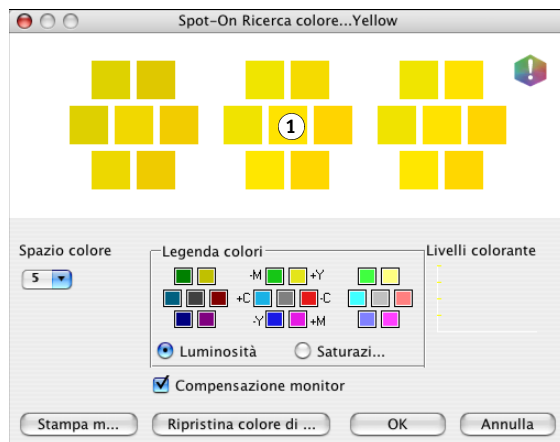 Spot-On Ricerca colore...Yellow
1
Spazio colore
5
Legenda colori
-M +Y
+C -C
-Y +M
Luminosità
Saturazi...
Livelli colorante
Compensazione monitor
Stampa m...
Ripristina colore di ...
OK
Annulla